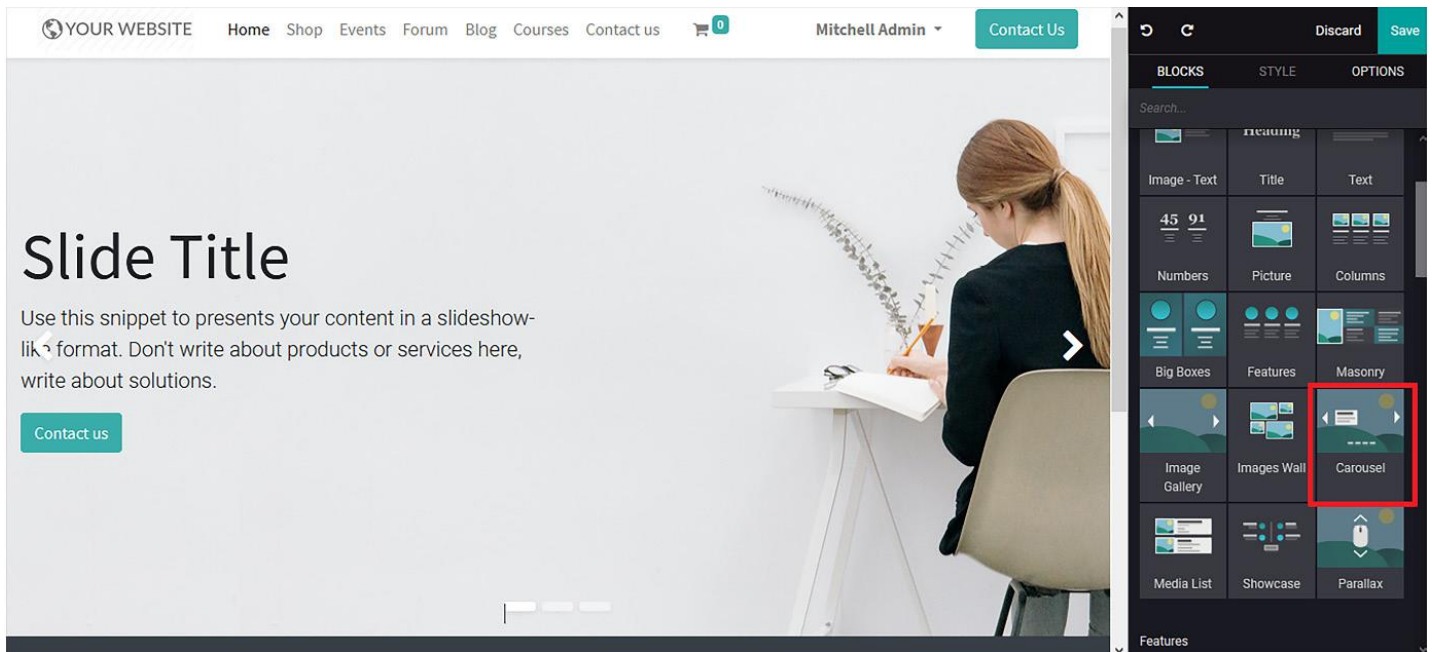 YOUR WEBSITE Home Shop Events Forum Blog Courses Contact us 0 Mitchell Admin Contact Us
Discard Save
BLOCKS STYLE OPTIONS
Search...
Heading
Image - Text Title Text
45 91
Numbers Picture Columns
Big Boxes Features Masonry
Image Gallery Images Wall Carousel
Media List Showcase Parallax
Features
Slide Title
Use this snippet to presents your content in a slideshow-
like format. Don't write about products or services here,
write about solutions.
Contact us